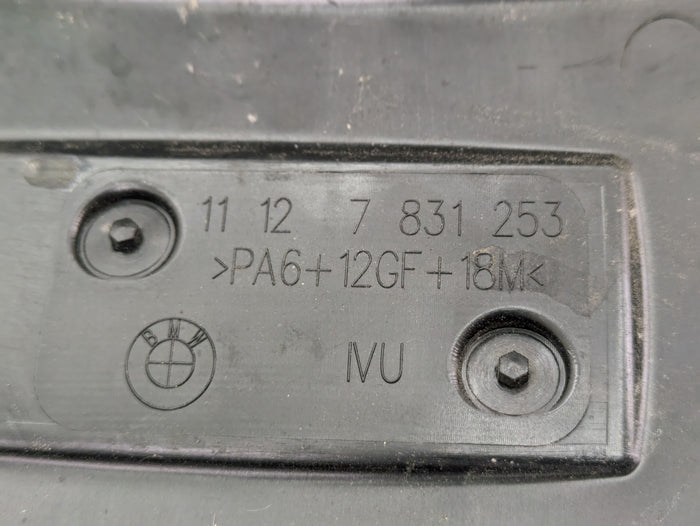 11 12 7 831 253
>PA6+12GF+18M<
BMW
IVU